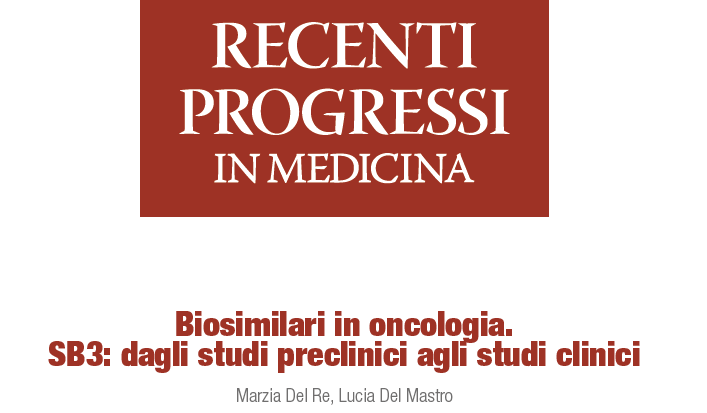 RECENTI
PROGRESSI
IN MEDICINA
Biosimilari in oncologia.
SB3: dagli studi preclinici agli studi clinici
Marzia Del Re, Lucia Del Mastro